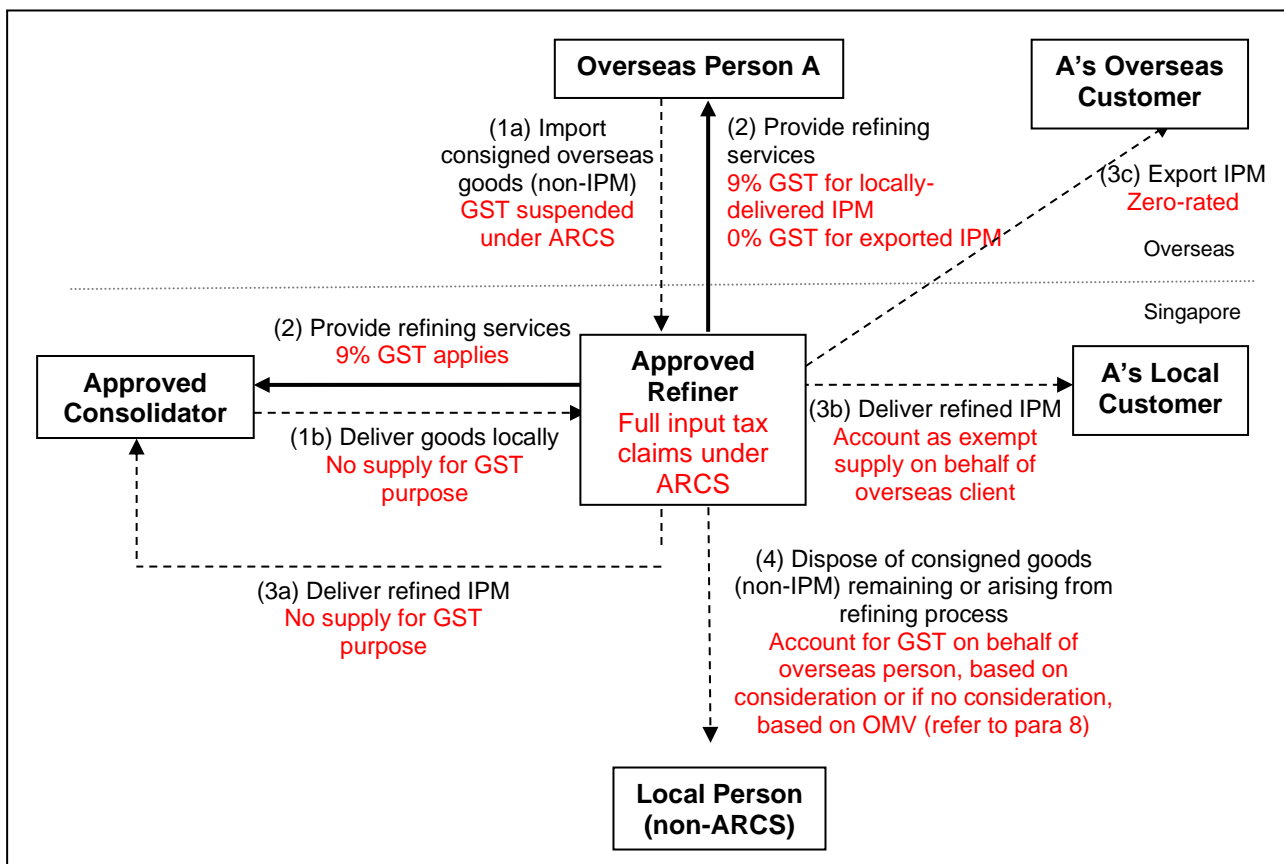 Overseas Person A
A's Overseas
Customer
(1a) Import
consigned overseas
goods (non-IPM)
GST suspended
under ARCS
(2) Provide refining
services
9% GST for locally-
delivered IPM
0% GST for exported IPM
(3c) Export IPM
Zero-rated
Overseas
Singapore
(2) Provide refining services
9% GST applies
Approved
Consolidator
(1b) Deliver goods locally
No supply for GST
purpose
Approved
Refiner
Full input tax
claims under
ARCS
A's Local
Customer
(3b) Deliver refined IPM
Account as exempt
supply on behalf of
overseas client
(3a) Deliver refined IPM
No supply for GST
purpose
(4) Dispose of consigned goods
(non-IPM) remaining or arising from
refining process
Account for GST on behalf of
overseas person, based on
consideration or if no consideration,
based on OMV (refer to para 8)
Local Person
(non-ARCS)